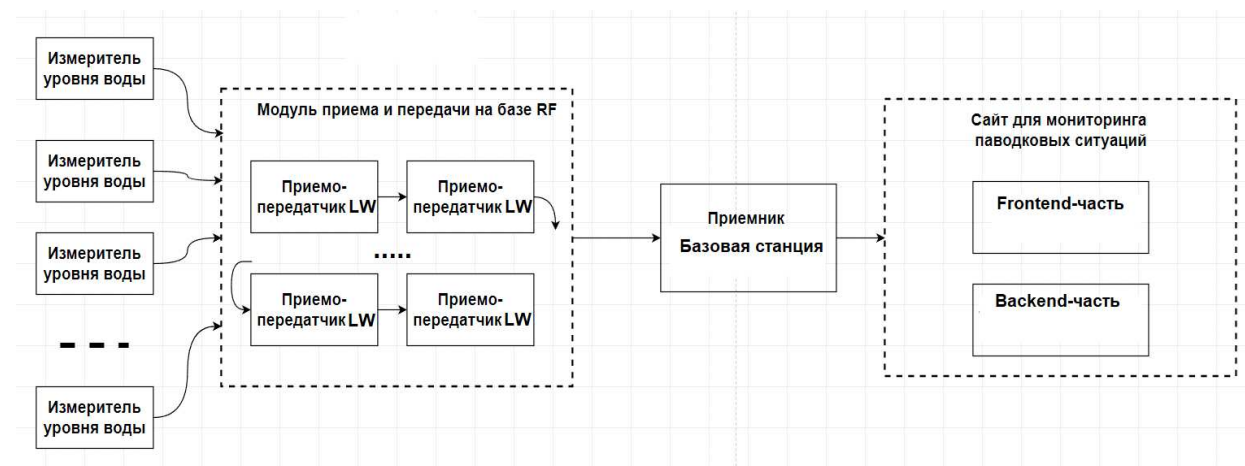 Измеритель
уровня воды
Измеритель
уровня воды
Измеритель
уровня воды
Измеритель
уровня воды
Модуль приема и передачи на базе RF
Приемо-
передатчик LW
Приемо-
передатчик LW
.....
Приемо-
передатчик LW
Приемо-
передатчик LW
Приемник
Базовая станция
Сайт для мониторинга
паводковых ситуаций
Frontend-часть
Backend-часть